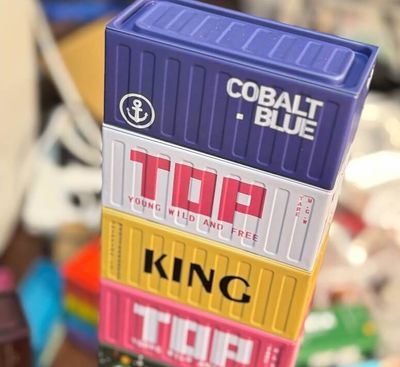 COBALT
- BLUE
TOP
YOUNG WILD AND FREE
KING
TOP